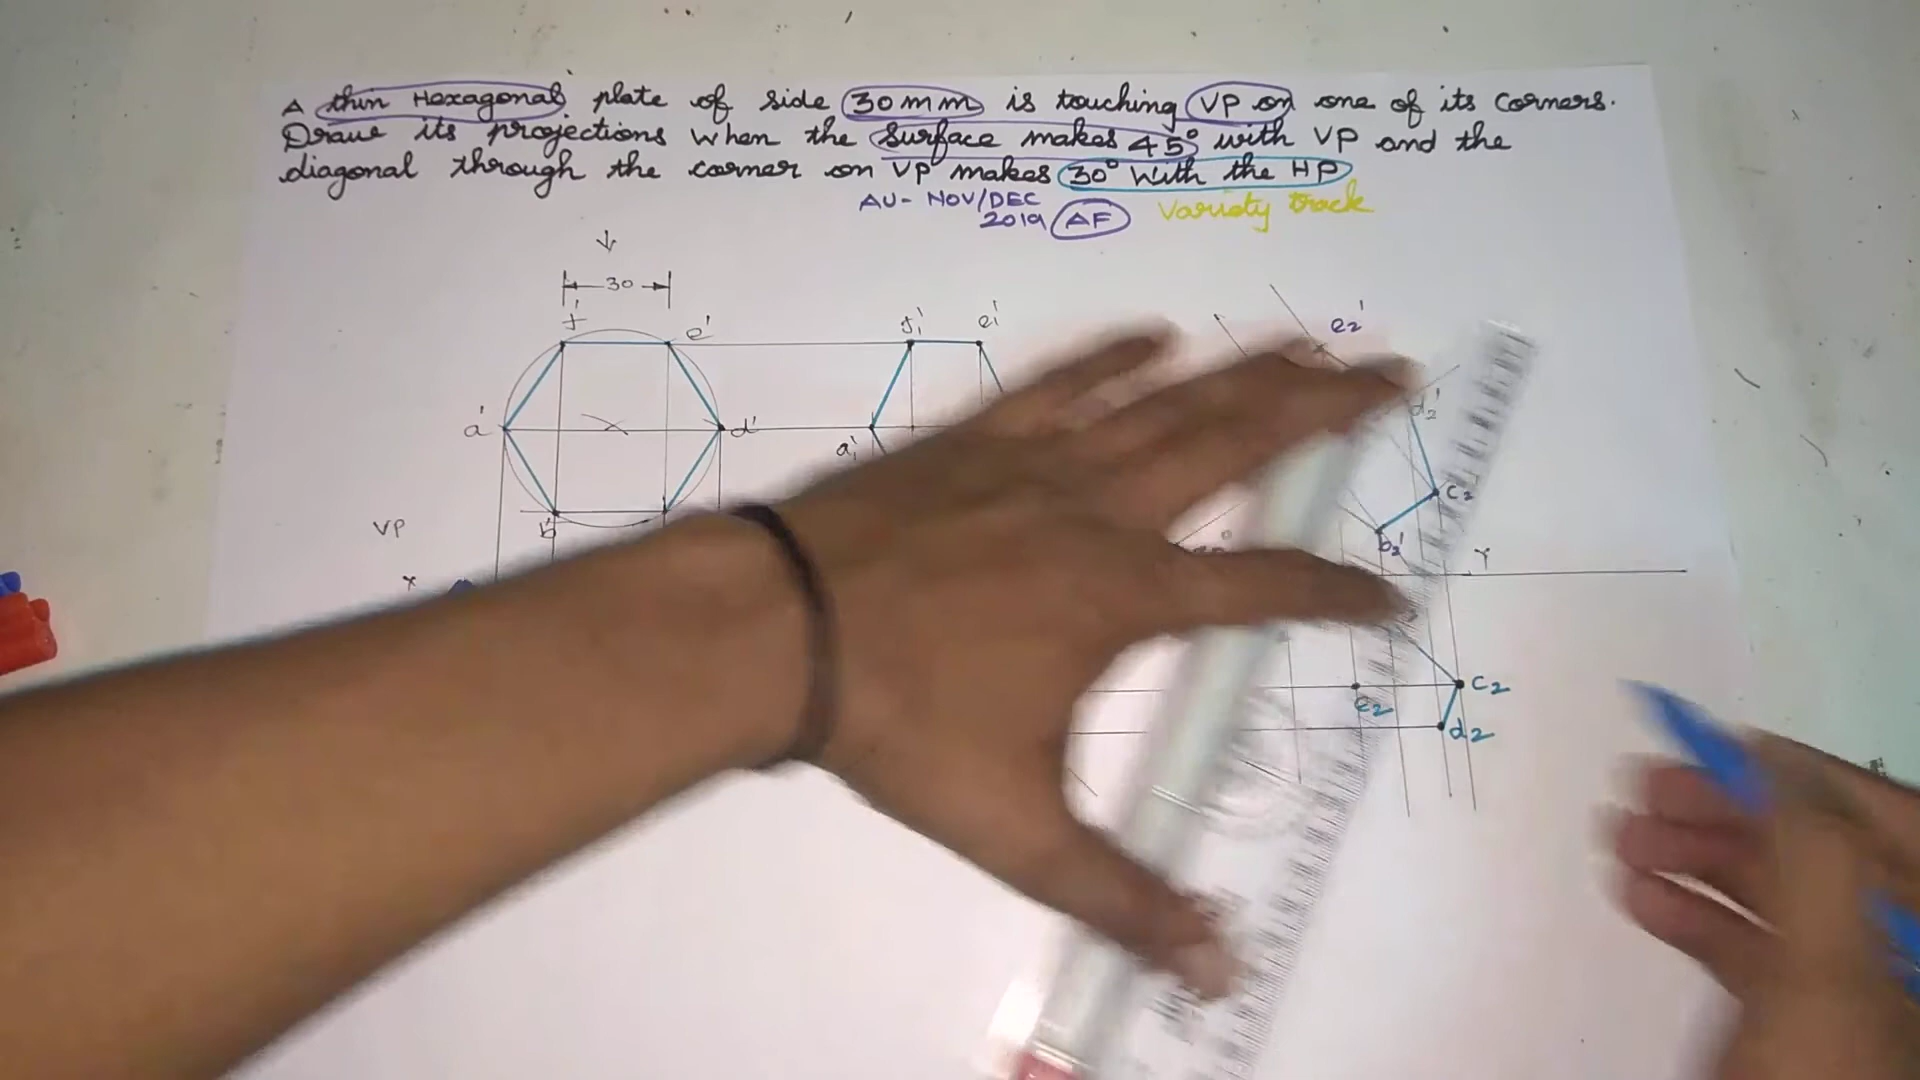 A thin Hexagonal plate of side 30mm is touching VP on one of its corners.
Draw its projections when the surface makes 45° with VP and the
diagonal through the corner on VP makes 30° with the HP
AU- NOV/DEC
2019 AF Variety track
30
f' e' f1' e1' e2'
a' d' a1' d2'
c2
b' b2'
VP
X Y
c2
e2
d2